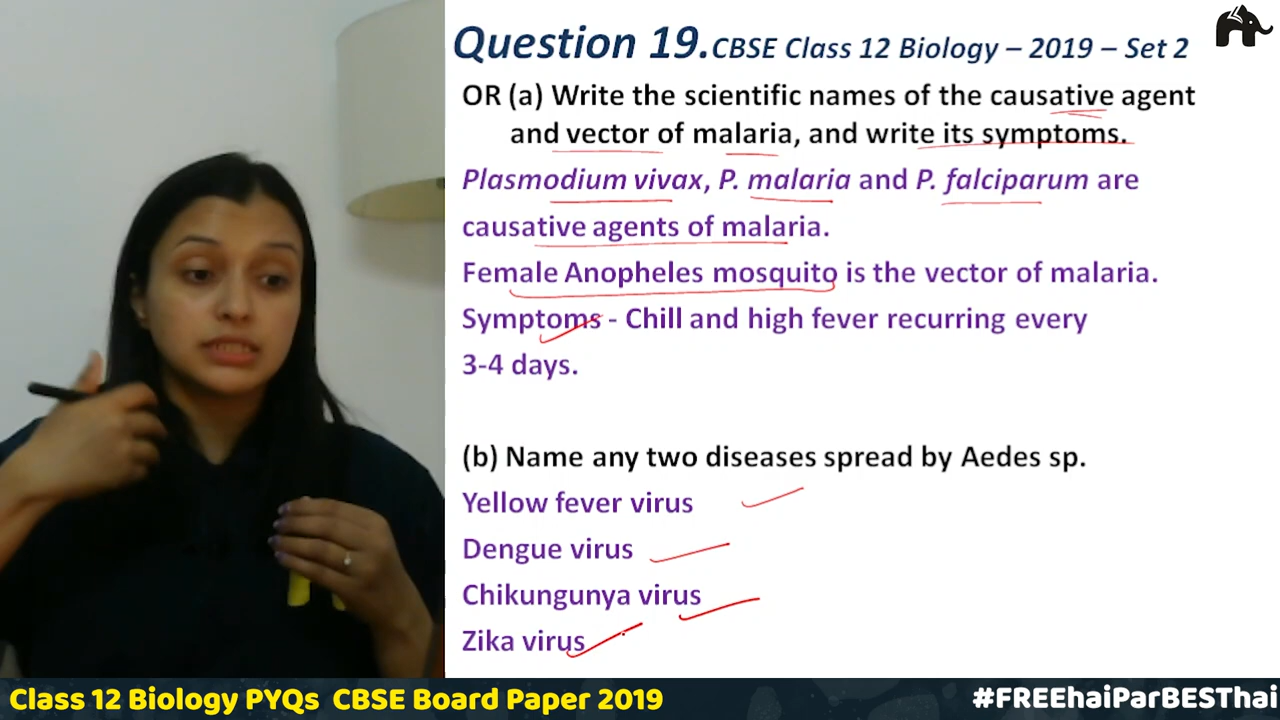 Question 19.CBSE Class 12 Biology – 2019 – Set 2
OR (a) Write the scientific names of the causative agent
and vector of malaria, and write its symptoms.
Plasmodium vivax, P. malaria and P. falciparum are
causative agents of malaria.
Female Anopheles mosquito is the vector of malaria.
Symptoms - Chill and high fever recurring every
3-4 days.
(b) Name any two diseases spread by Aedes sp.
Yellow fever virus
Dengue virus
Chikungunya virus
Zika virus
Class 12 Biology PYQs CBSE Board Paper 2019
#FREEhaiParBESThai